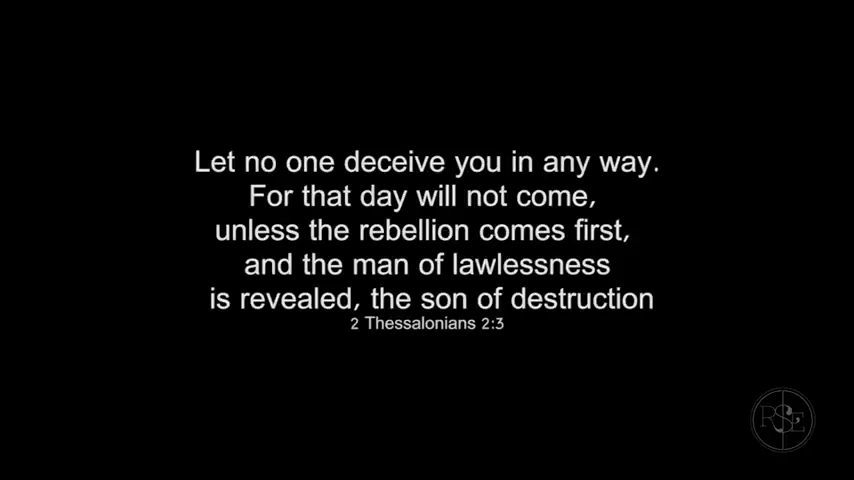 Let no one deceive you in any way.
For that day will not come,
unless the rebellion comes first,
and the man of lawlessness
is revealed, the son of destruction
2 Thessalonians 2:3
RSE